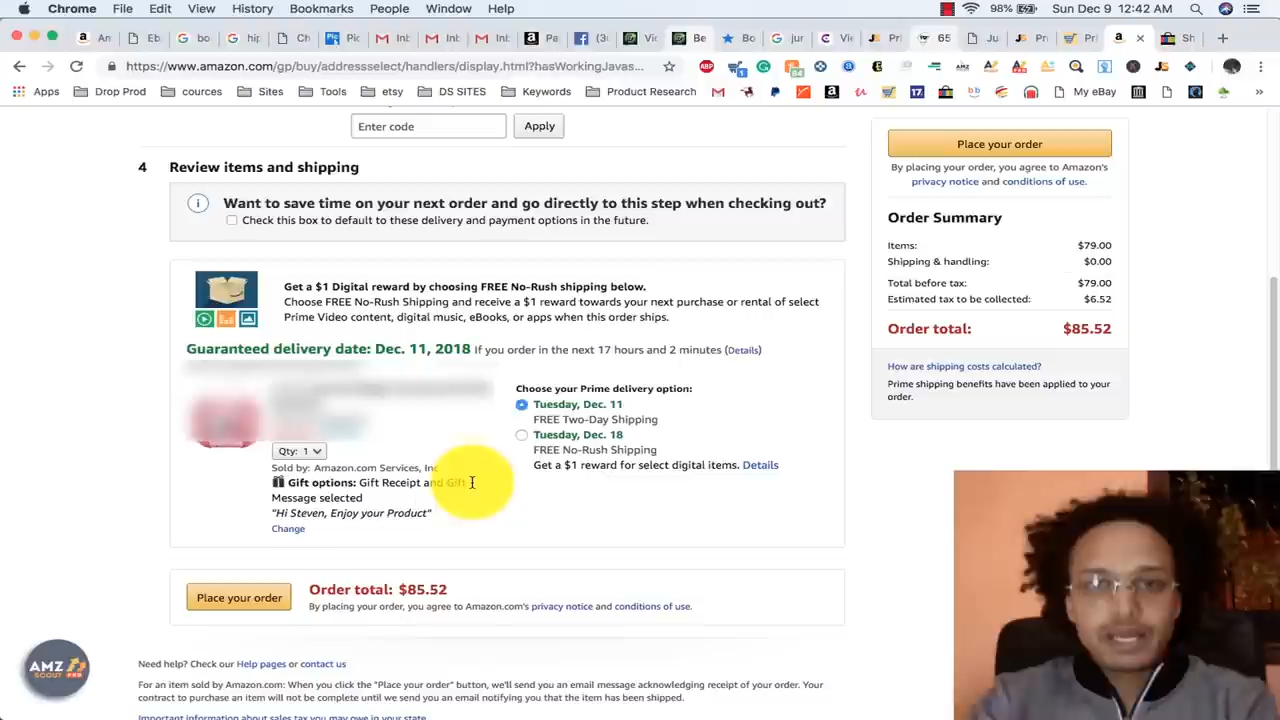 Chrome File Edit View History Bookmarks People Window Help 98% Sun Dec 9 12:42 AM
https://www.amazon.com/gp/buy/addressselect/handlers/display.html?hasWorkingJavas...
Apps Drop Prod cources Sites Tools etsy DS SITES Keywords Product Research My eBay
Enter code Apply
4 Review items and shipping
Want to save time on your next order and go directly to this step when checking out?
Check this box to default to these delivery and payment options in the future.
Get a $1 Digital reward by choosing FREE No-Rush shipping below.
Choose FREE No-Rush Shipping and receive a $1 reward towards your next purchase or rental of select
Prime Video content, digital music, eBooks, or apps when this order ships.
Guaranteed delivery date: Dec. 11, 2018 If you order in the next 17 hours and 2 minutes (Details)
Choose your Prime delivery option:
Tuesday, Dec. 11
FREE Two-Day Shipping
Tuesday, Dec. 18
FREE No-Rush Shipping
Get a $1 reward for select digital items. Details
Qty: 1
Sold by: Amazon.com Services, Inc
Gift options: Gift Receipt and Gift
Message selected
"Hi Steven, Enjoy your Product"
Change
Place your order
Order total: $85.52
By placing your order, you agree to Amazon.com's privacy notice and conditions of use.
Place your order
By placing your order, you agree to Amazon's
privacy notice and conditions of use.
Order Summary
Items: $79.00
Shipping & handling: $0.00
Total before tax: $79.00
Estimated tax to be collected: $6.52
Order total: $85.52
How are shipping costs calculated?
Prime shipping benefits have been applied to your
order.
AMZ
SCOUT PRO
Need help? Check our Help pages or contact us
For an item sold by Amazon.com: When you click the "Place your order" button, we'll send you an email message acknowledging receipt of your order. Your
contract to purchase an item will not be complete until we send you an email notifying you that the item has been shipped.
Important information about sales tax you may owe in your state